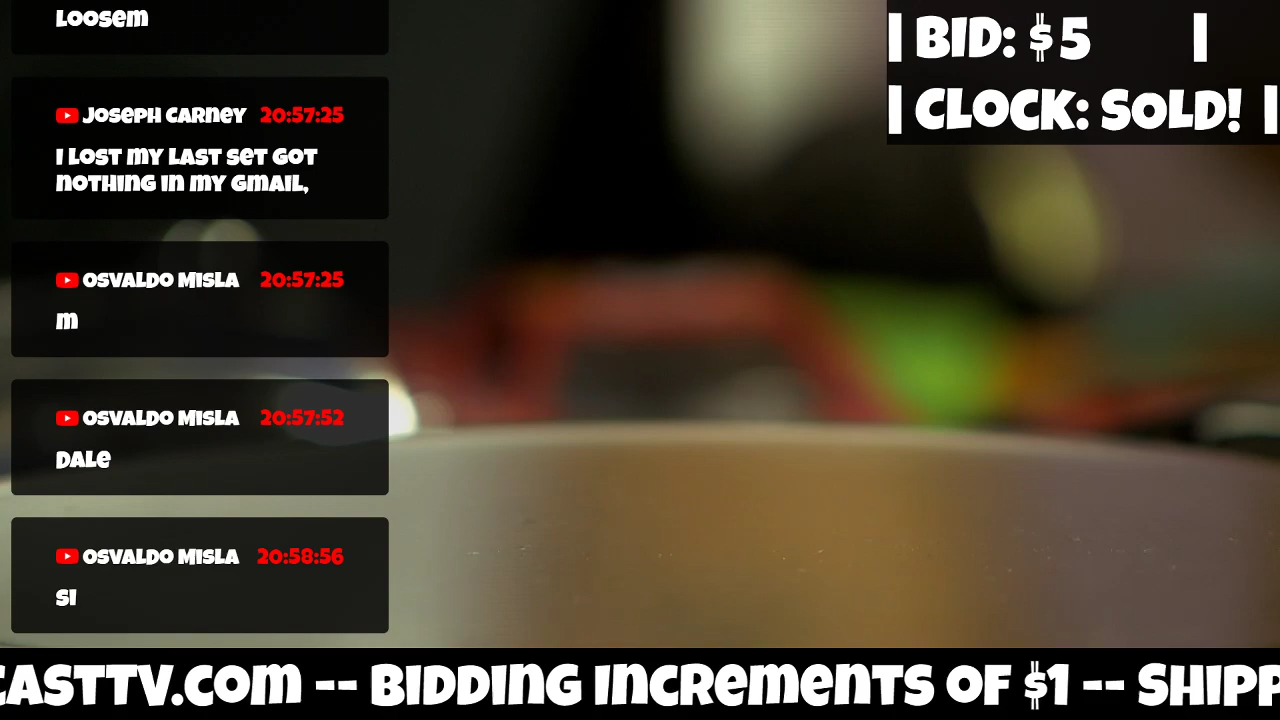 Loosem
Joseph Carney 20:57:25
I lost my last set got
nothing in my gmail,
Osvaldo Misla 20:57:25
m
Osvaldo Misla 20:57:52
Dale
Osvaldo Misla 20:58:56
Si
| BID: $5 |
| CLOCK: SOLD! |
CASTTV.com -- Bidding increments of $1 -- SHIPP